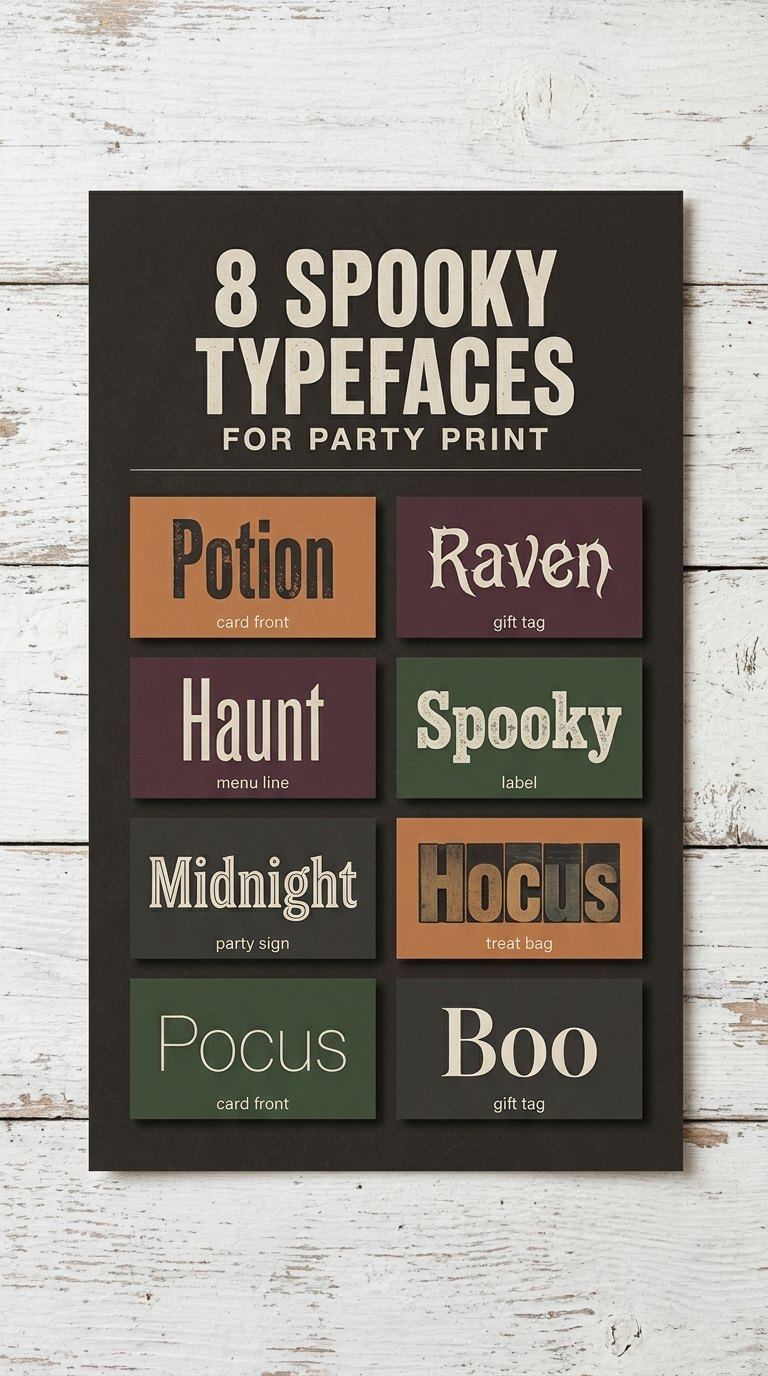 8 SPOOKY
TYPEFACES
FOR PARTY PRINT
Potion
card front
Raven
gift tag
Haunt
menu line
Spooky
label
Midnight
party sign
Hocus
treat bag
Pocus
card front
Boo
gift tag